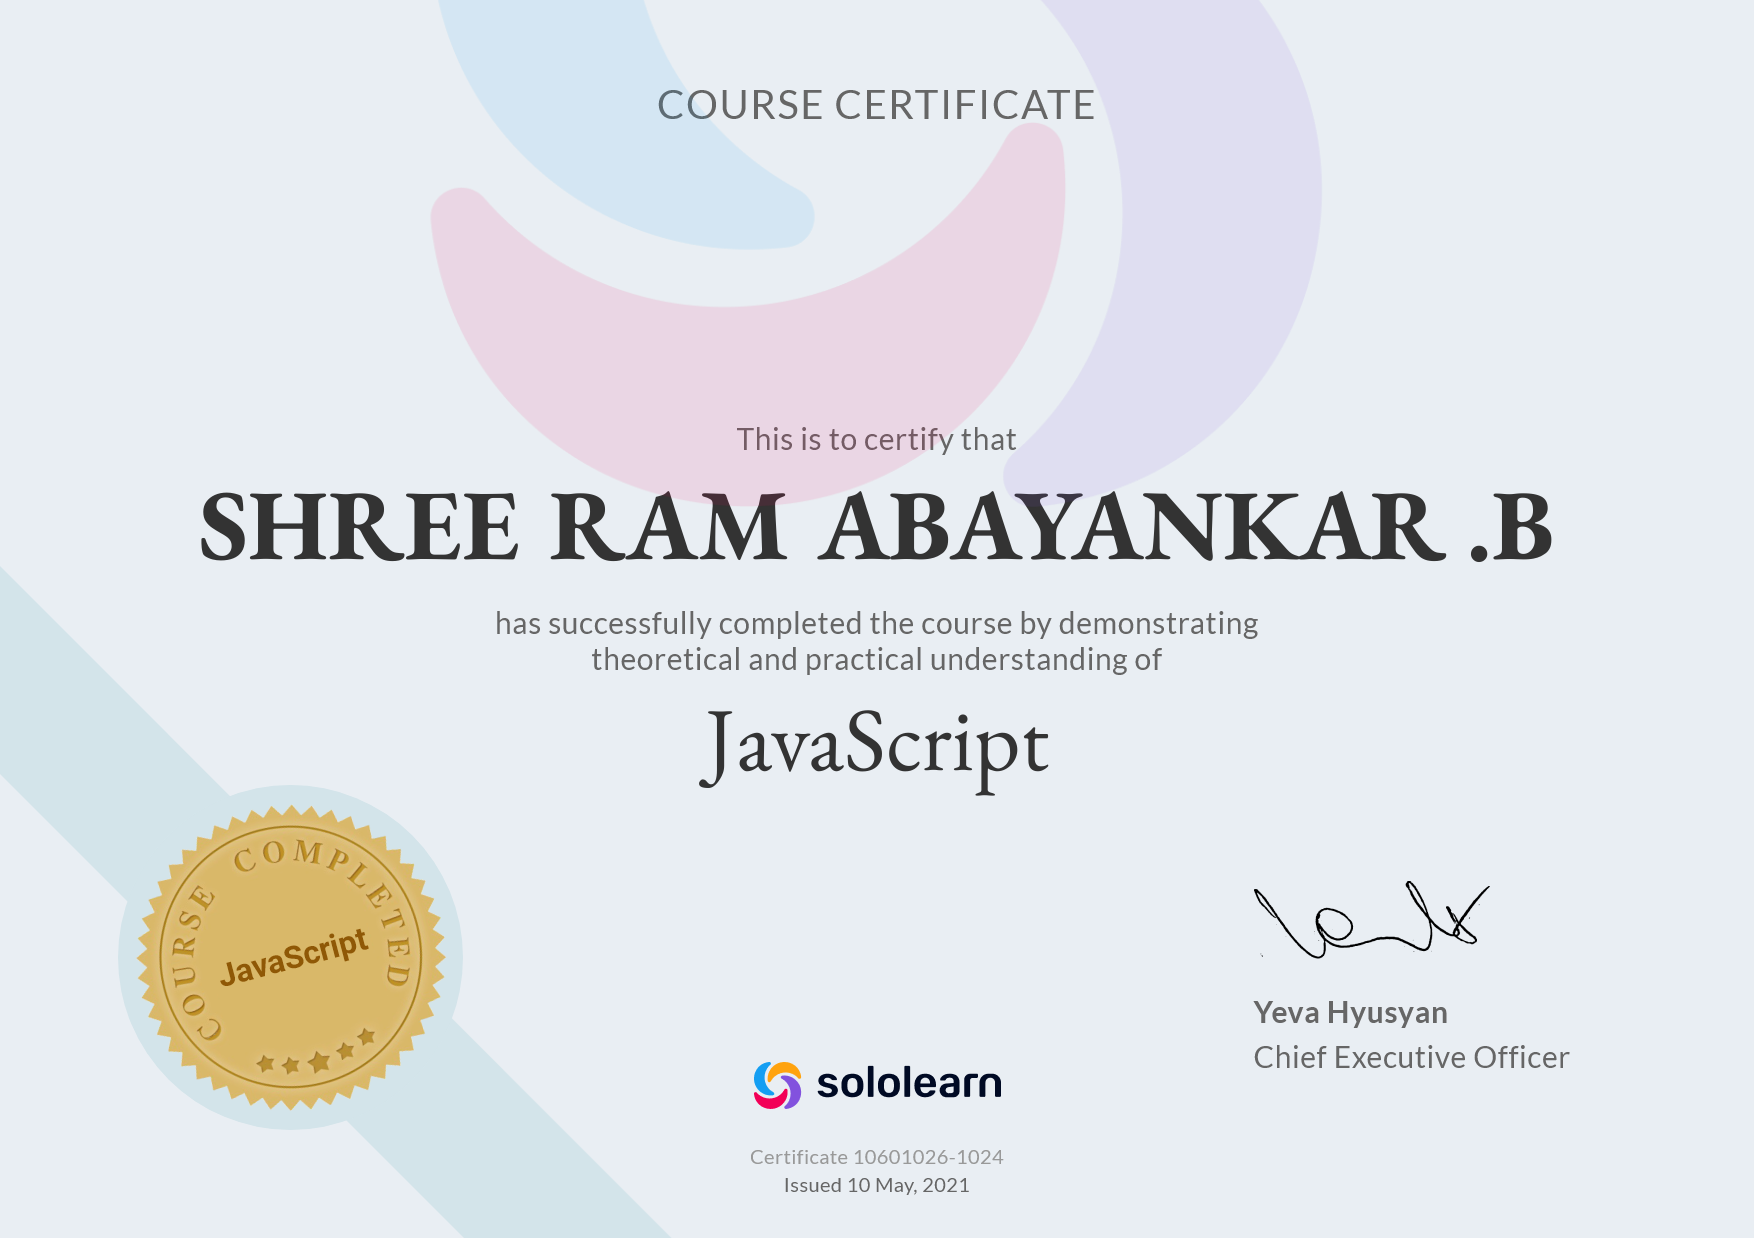 COURSE CERTIFICATE
This is to certify that
SHREE RAM ABAYANKAR .B
has successfully completed the course by demonstrating
theoretical and practical understanding of
JavaScript
COURSE COMPLETED
JavaScript
Yeva Hyusyan
Chief Executive Officer
sololearn
Certificate 10601026-1024
Issued 10 May, 2021